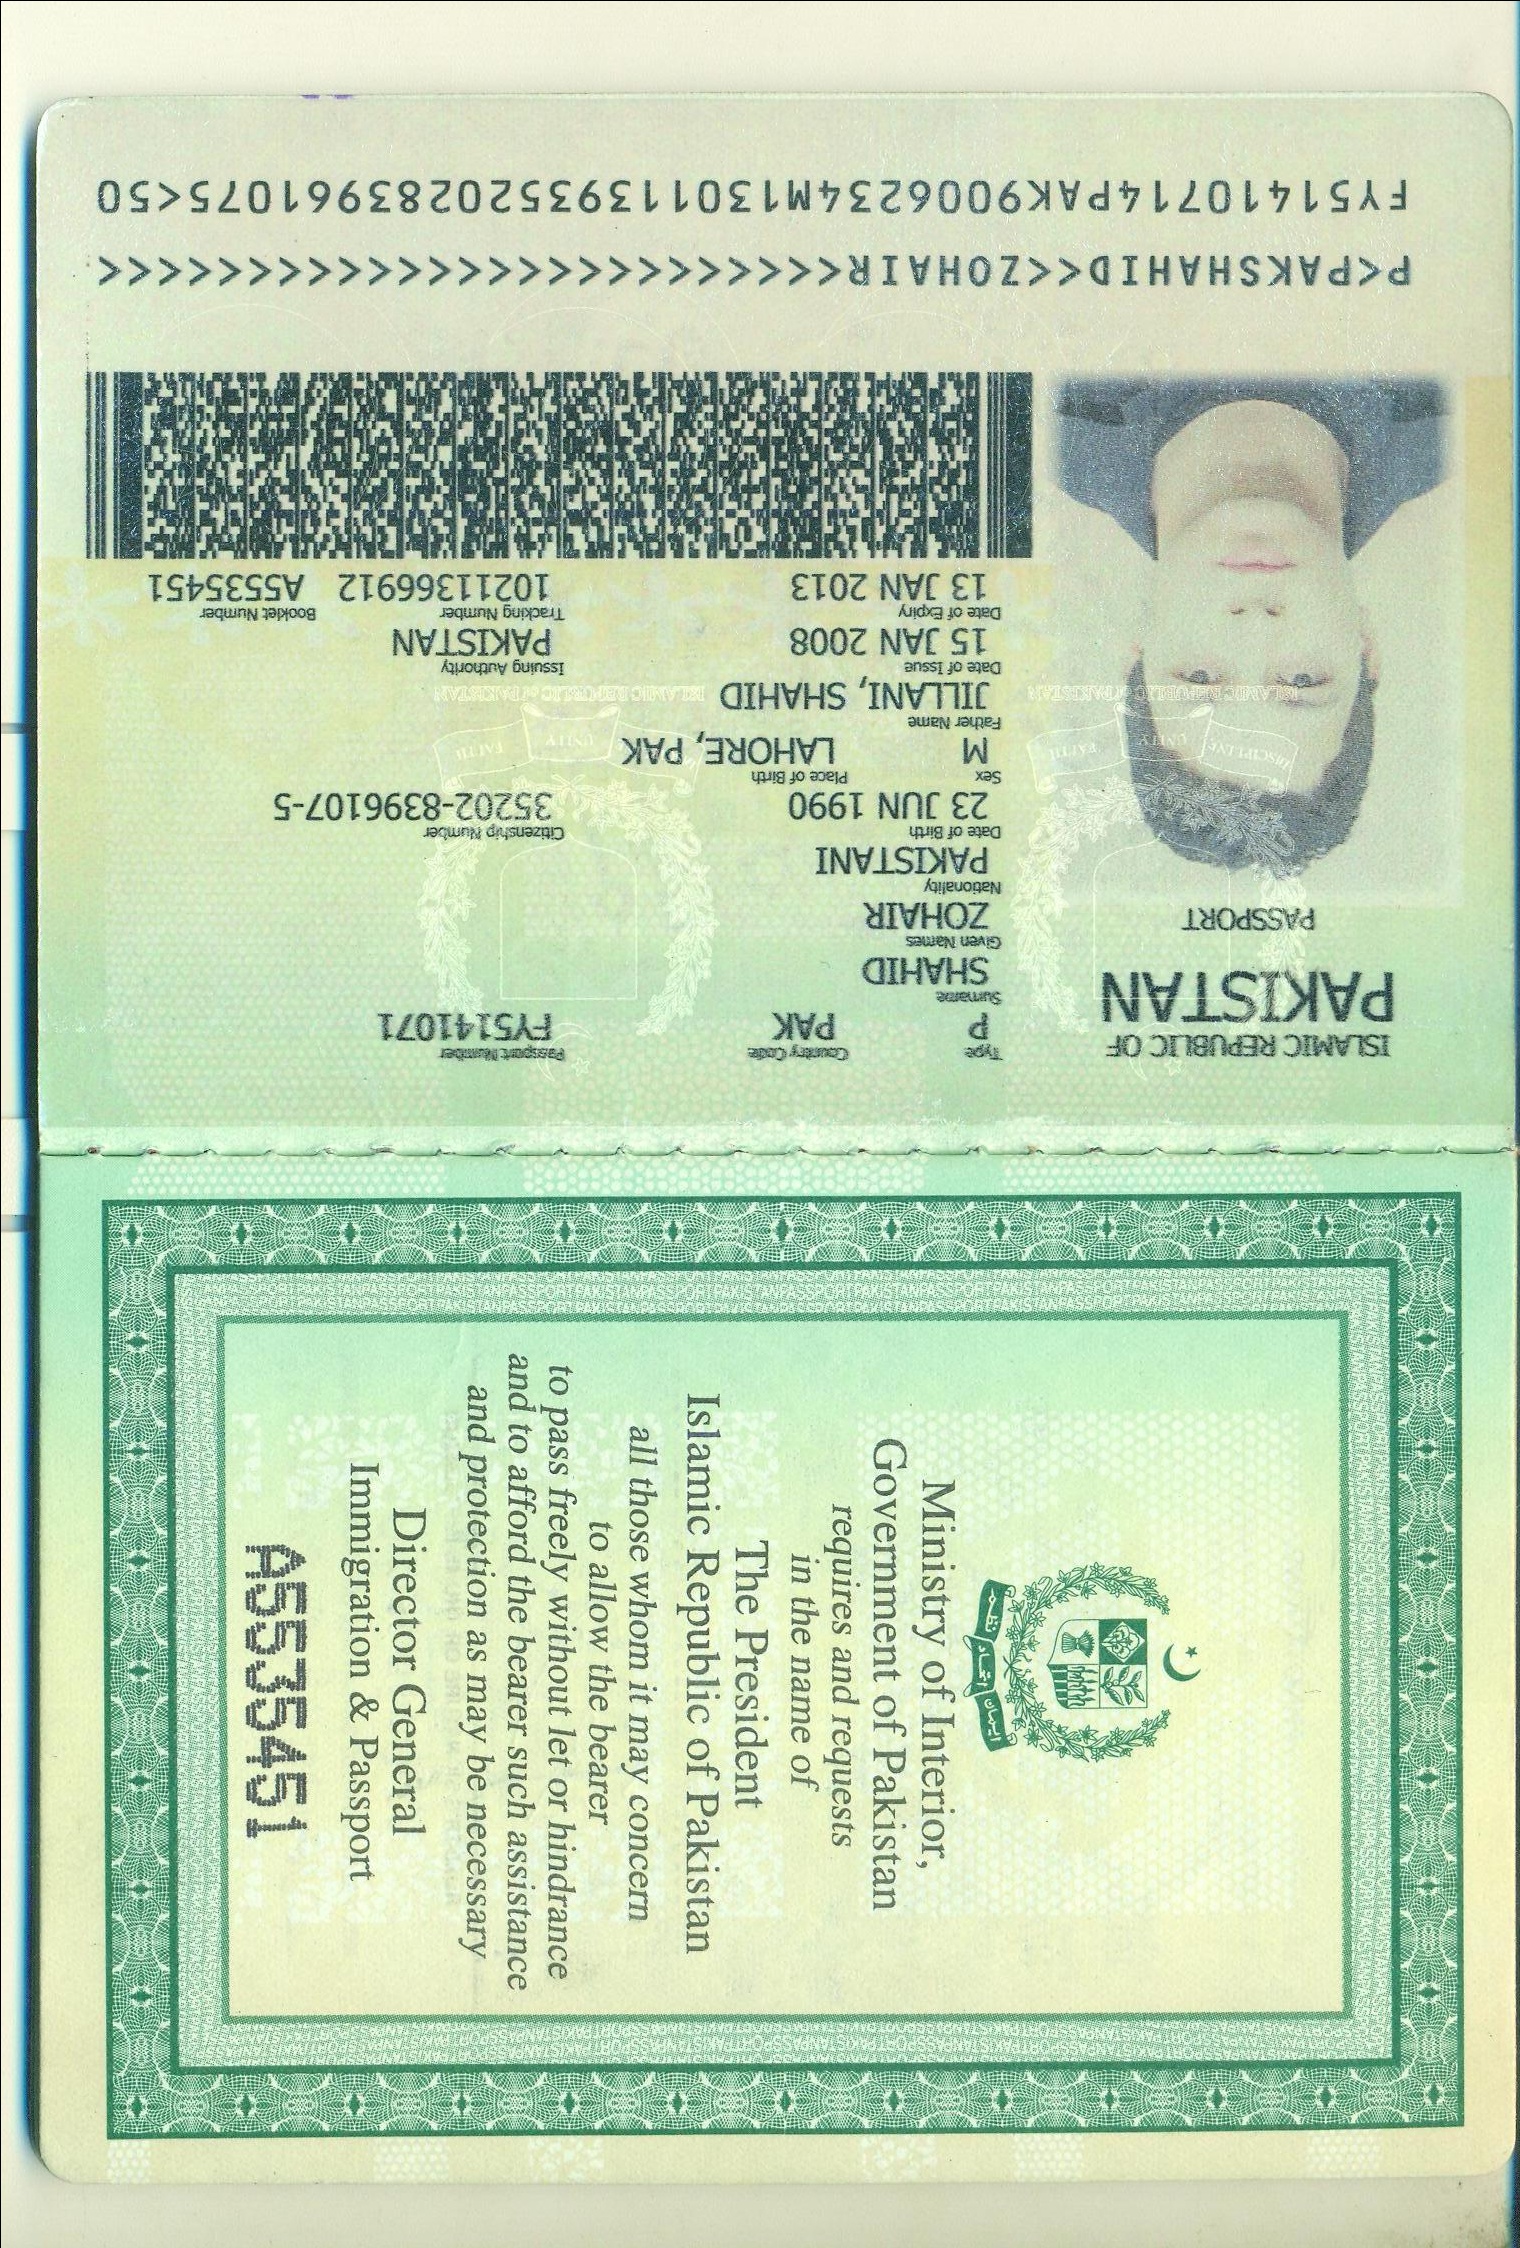 ISLAMIC REPUBLIC OF
PAKISTAN
PASSPORT
Type Country Code Passport Number
P PAK FY5141071
Surname
SHAHID
Given Names
ZOHAIR
Nationality
PAKISTANI
Date of Birth Citizenship Number
23 JUN 1990 35202-8396107-5
Sex Place of Birth
M LAHORE, PAK
Father Name
JILLANI, SHAHID
Date of Issue Issuing Authority
15 JAN 2008 PAKISTAN
Date of Expiry Tracking Number Booklet Number
13 JAN 2013 10211366912 A5535451
P<PAKSHAHID<<ZOHAIR<<<<<<<<<<<<<<<<<<<<<<<<<
FY51410714PAK9006234M13011393520283961075<50
Ministry of Interior,
Government of Pakistan
requires and requests
in the name of
The President
Islamic Republic of Pakistan
all those whom it may concern
to allow the bearer
to pass freely without let or hindrance
and to afford the bearer such assistance
and protection as may be necessary
Director General
Immigration & Passport
A5535451